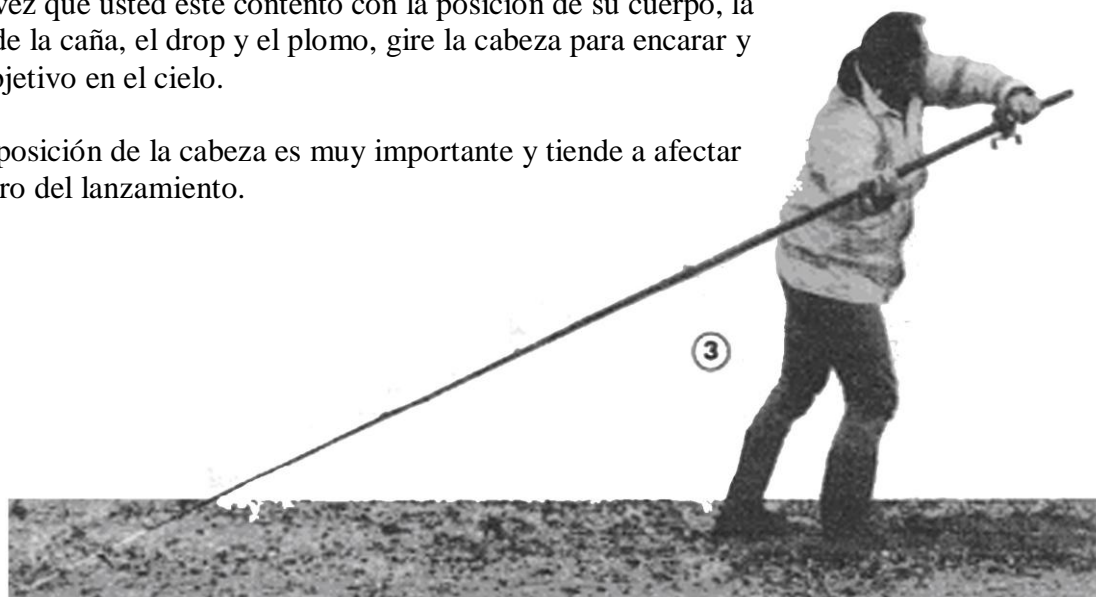 vez que usted esté contento con la posición de su cuerpo, la
de la caña, el drop y el plomo, gire la cabeza para encarar y
bjetivo en el cielo.
posición de la cabeza es muy importante y tiende a afectar
ro del lanzamiento.
3